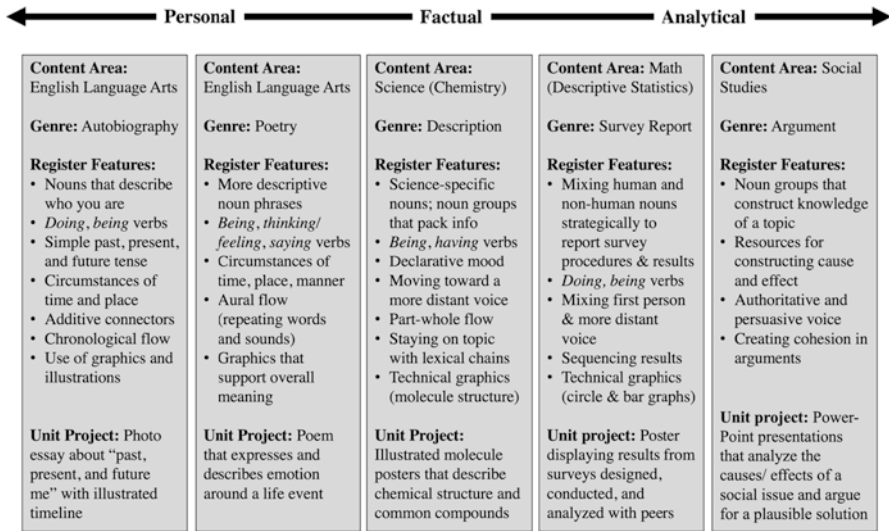 Personal Factual Analytical
Content Area:
English Language Arts
Genre: Autobiography
Register Features:
• Nouns that describe
who you are
• Doing, being verbs
• Simple past, present,
and future tense
• Circumstances of
time and place
• Additive connectors
• Chronological flow
• Use of graphics and
illustrations
Unit Project: Photo
essay about “past,
present, and future
me” with illustrated
timeline
Content Area:
English Language Arts
Genre: Poetry
Register Features:
• More descriptive
noun phrases
• Being, thinking/
feeling, saying verbs
• Circumstances of
time, place, manner
• Aural flow
(repeating words
and sounds)
• Graphics that
support overall
meaning
Unit Project: Poem
that expresses and
describes emotion
around a life event
Content Area:
Science (Chemistry)
Genre: Description
Register Features:
• Science-specific
nouns; noun groups
that pack info
• Being, having verbs
• Declarative mood
• Moving toward a
more distant voice
• Part-whole flow
• Staying on topic
with lexical chains
• Technical graphics
(molecule structure)
Unit Project:
Illustrated molecule
posters that describe
chemical structure and
common compounds
Content Area: Math
(Descriptive Statistics)
Genre: Survey Report
Register Features:
• Mixing human and
non-human nouns
strategically to
report survey
procedures & results
• Doing, being verbs
• Mixing first person
& more distant
voice
• Sequencing results
• Technical graphics
(circle & bar graphs)
Unit project: Poster
displaying results from
surveys designed,
conducted, and
analyzed with peers
Content Area: Social
Studies
Genre: Argument
Register Features:
• Noun groups that
construct knowledge
of a topic
• Resources for
constructing cause
and effect
• Authoritative and
persuasive voice
• Creating cohesion in
arguments
Unit project: Power-
Point presentations
that analyze the
causes/ effects of a
social issue and argue
for a plausible solution